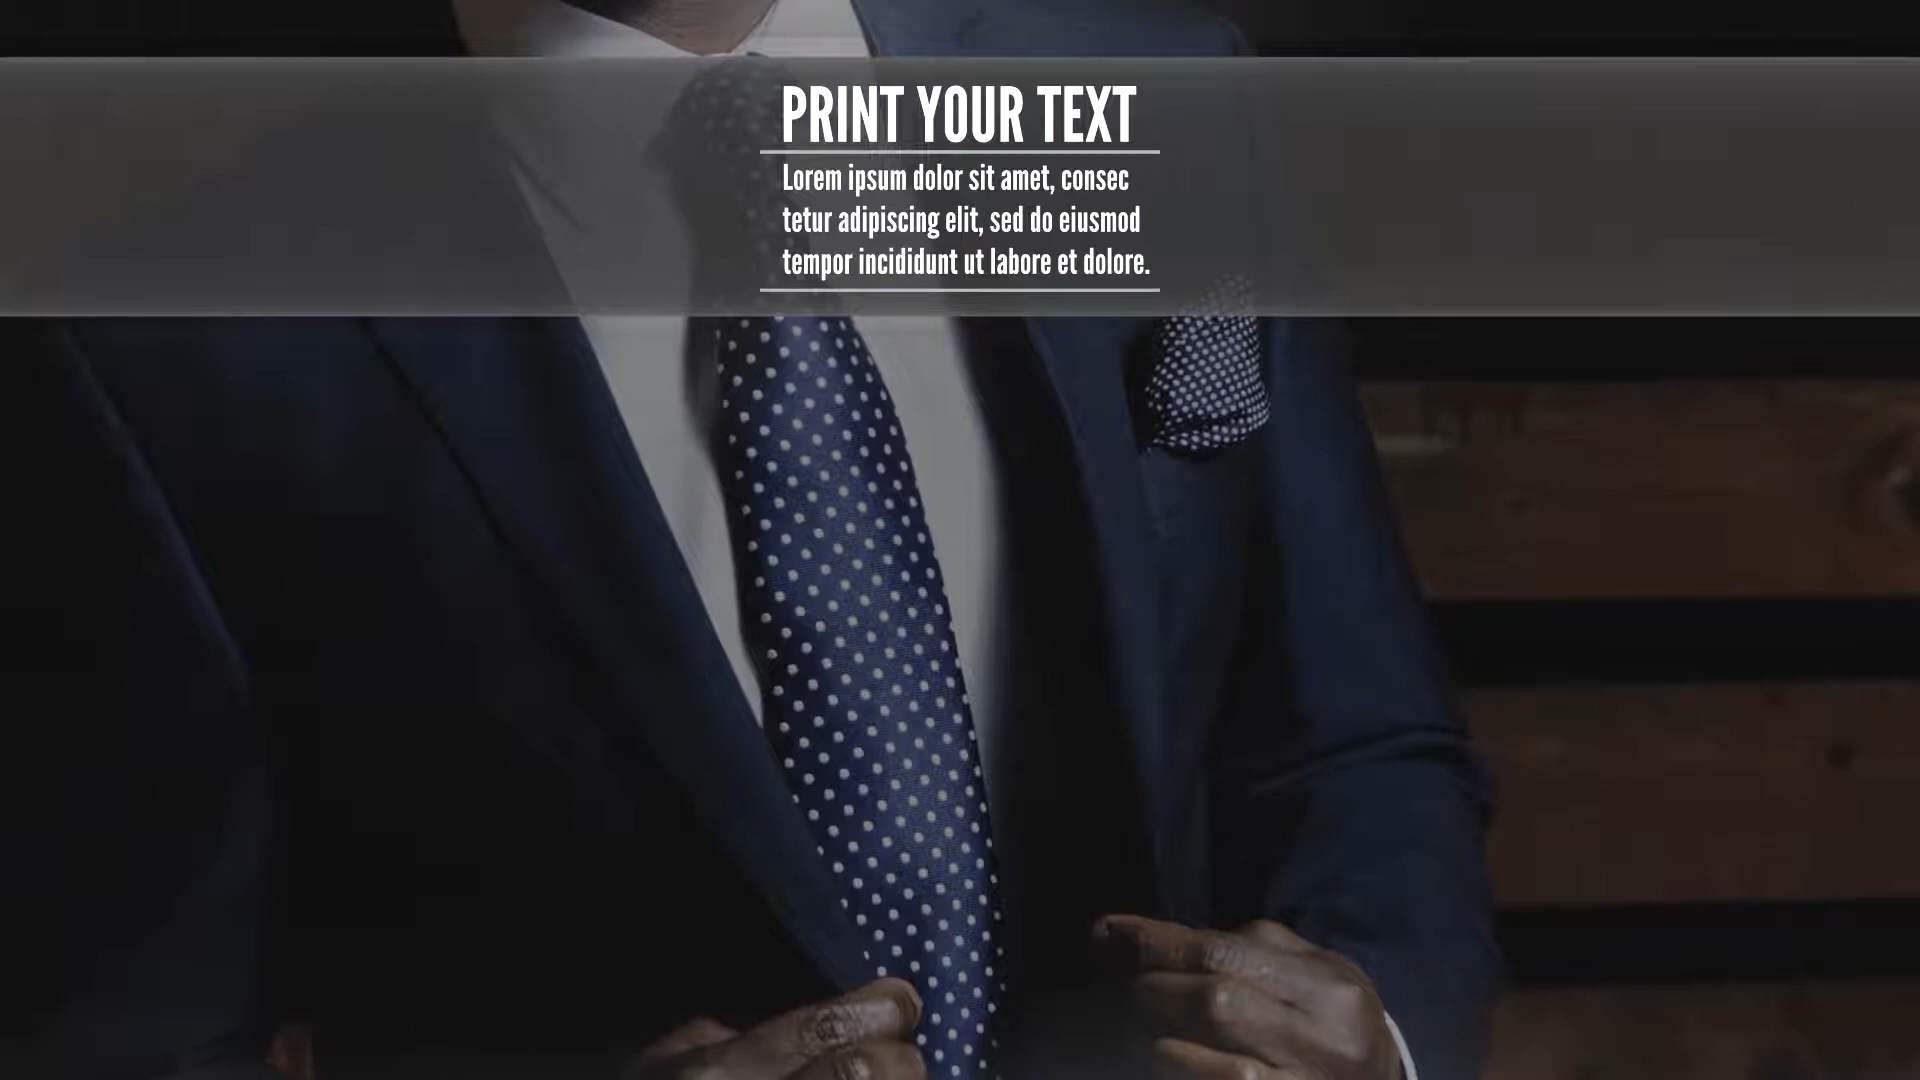 PRINT YOUR TEXT
Lorem ipsum dolor sit amet, consec
tetur adipiscing elit, sed do eiusmod
tempor incididunt ut labore et dolore.